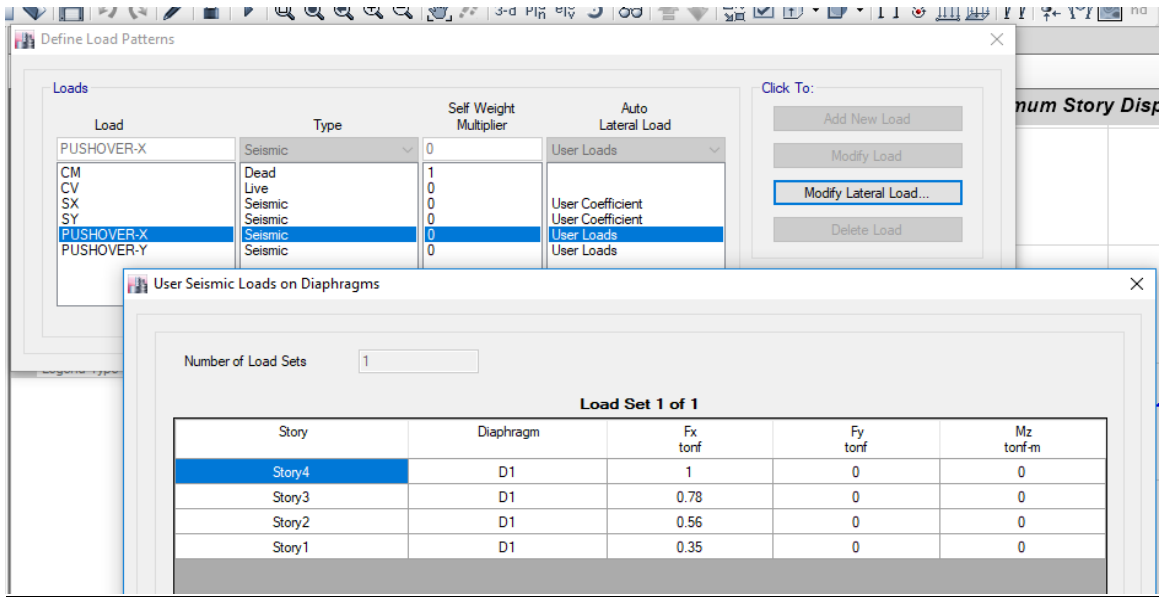 3-d
nd
Define Load Patterns
mum Story Disp
Loads
Click To:
Load Type Self Weight Multiplier Auto Lateral Load
PUSHOVER-X Seismic 0 User Loads
Add New Load
Modify Load
Modify Lateral Load...
Delete Load
CM Dead 1
CV Live 0
SX Seismic 0 User Coefficient
SY Seismic 0 User Coefficient
PUSHOVER-X Seismic 0 User Loads
PUSHOVER-Y Seismic 0 User Loads
User Seismic Loads on Diaphragms
Number of Load Sets 1
Load Set 1 of 1
Story Diaphragm Fx Fy Mz
tonf tonf tonf-m
Story4 D1 1 0 0
Story3 D1 0.78 0 0
Story2 D1 0.56 0 0
Story1 D1 0.35 0 0